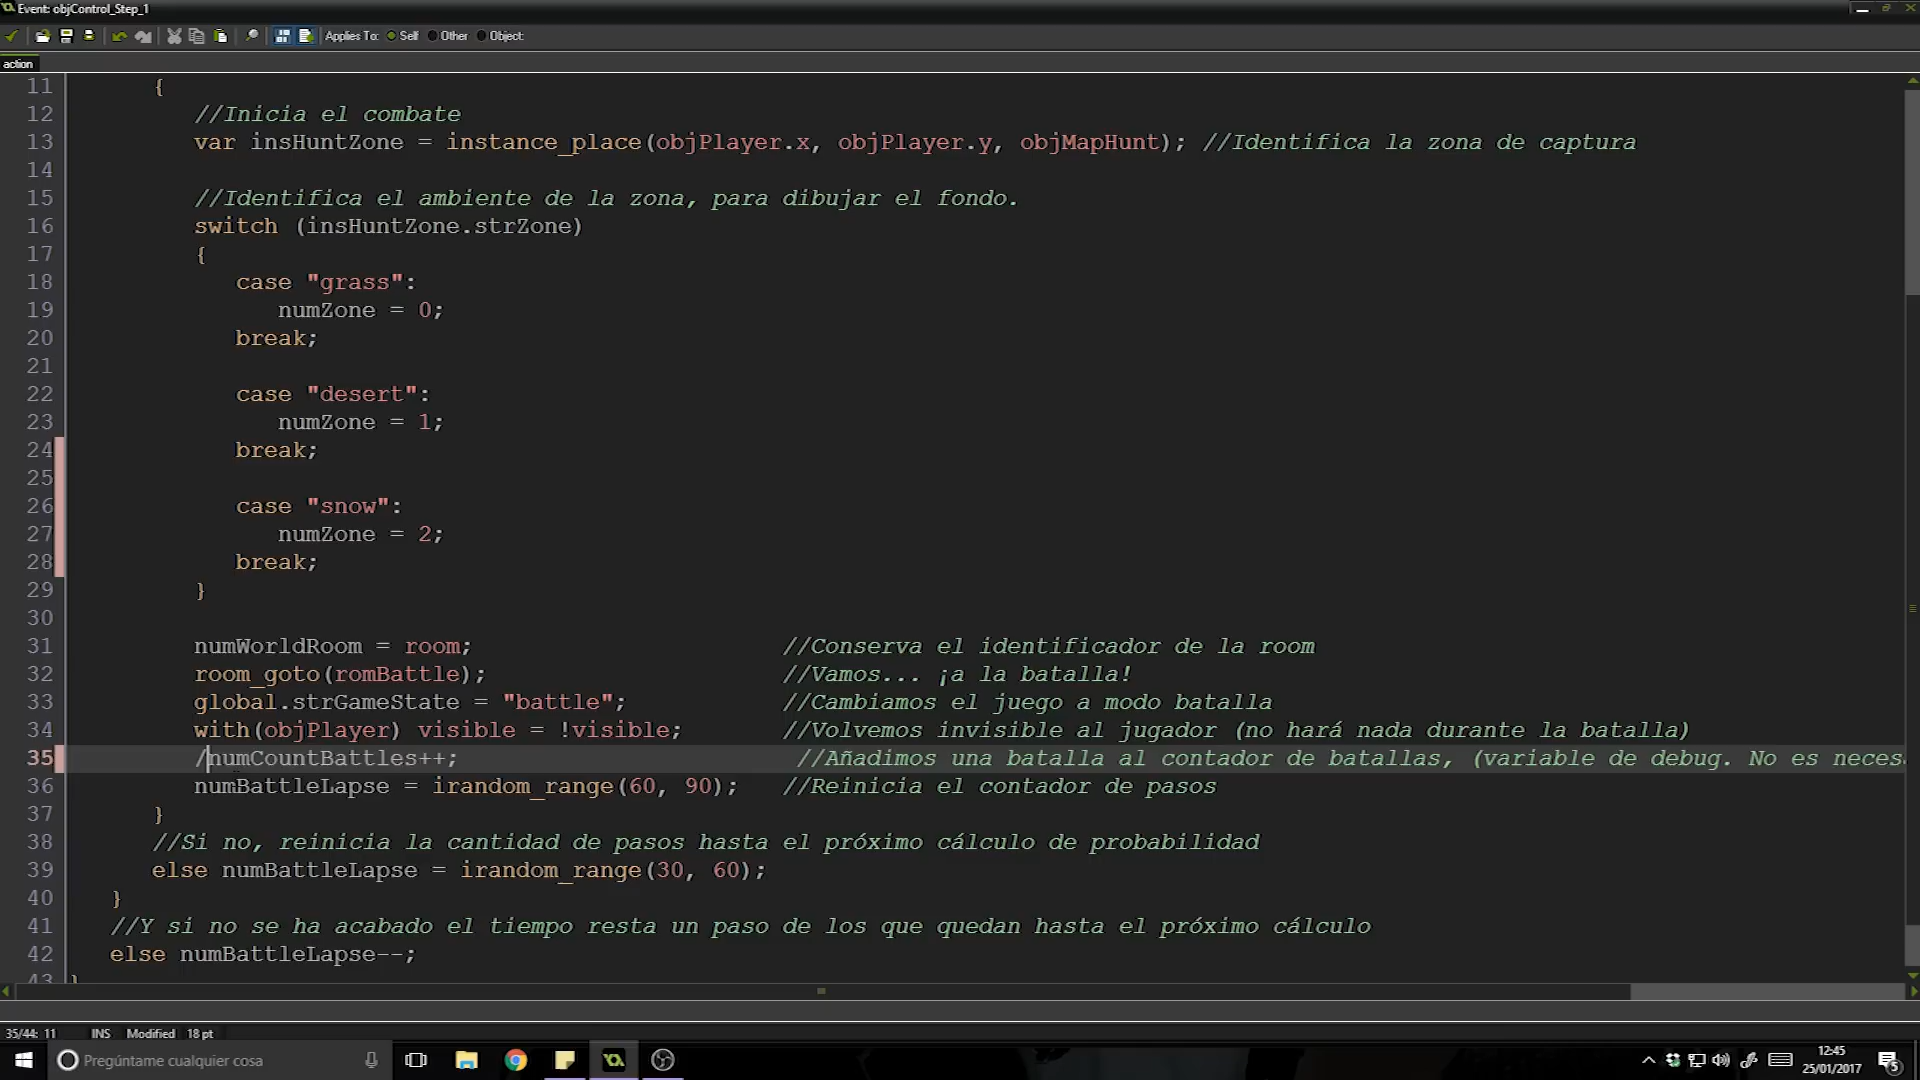 Event: objControl_Step_1
Applies To: Self Other Object:
action
11 {
12 //Inicia el combate
13 var insHuntZone = instance_place(objPlayer.x, objPlayer.y, objMapHunt); //Identifica la zona de captura
14
15 //Identifica el ambiente de la zona, para dibujar el fondo.
16 switch (insHuntZone.strZone)
17 {
18 case "grass":
19 numZone = 0;
20 break;
21
22 case "desert":
23 numZone = 1;
24 break;
25
26 case "snow":
27 numZone = 2;
28 break;
29 }
30
31 numWorldRoom = room; //Conserva el identificador de la room
32 room_goto(romBattle); //Vamos... ¡a la batalla!
33 global.strGameState = "battle"; //Cambiamos el juego a modo batalla
34 with(objPlayer) visible = !visible; //Volvemos invisible al jugador (no hará nada durante la batalla)
35 /numCountBattles++; //Añadimos una batalla al contador de batallas, (variable de debug. No es neces
36 numBattleLapse = irandom_range(60, 90); //Reinicia el contador de pasos
37 }
38 //Si no, reinicia la cantidad de pasos hasta el próximo cálculo de probabilidad
39 else numBattleLapse = irandom_range(30, 60);
40 }
41 //Y si no se ha acabado el tiempo resta un paso de los que quedan hasta el próximo cálculo
42 else numBattleLapse--;
43 }
35/44: 11 INS Modified 18 pt
Pregúntame cualquier cosa
12:45
25/01/2017
5